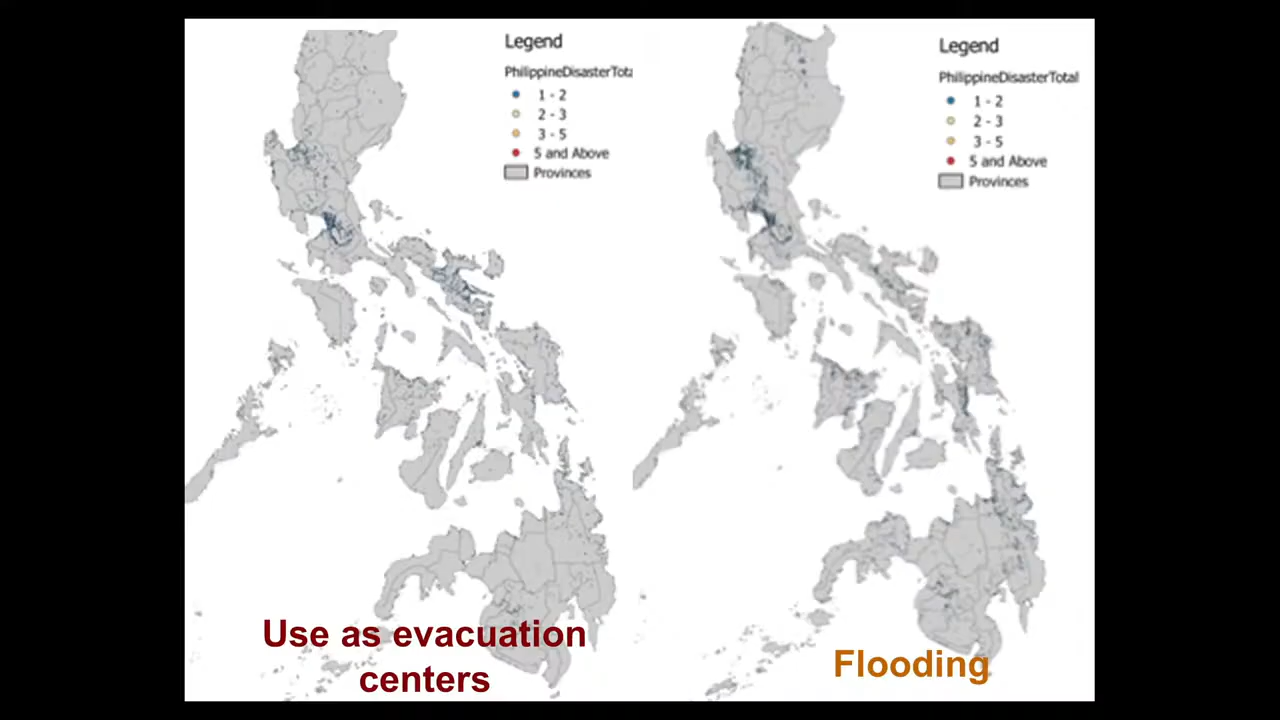 Legend
PhilippineDisasterTota
1 - 2
2 - 3
3 - 5
5 and Above
Provinces
Use as evacuation
centers
Legend
PhilippineDisasterTotal
1 - 2
2 - 3
3 - 5
5 and Above
Provinces
Flooding